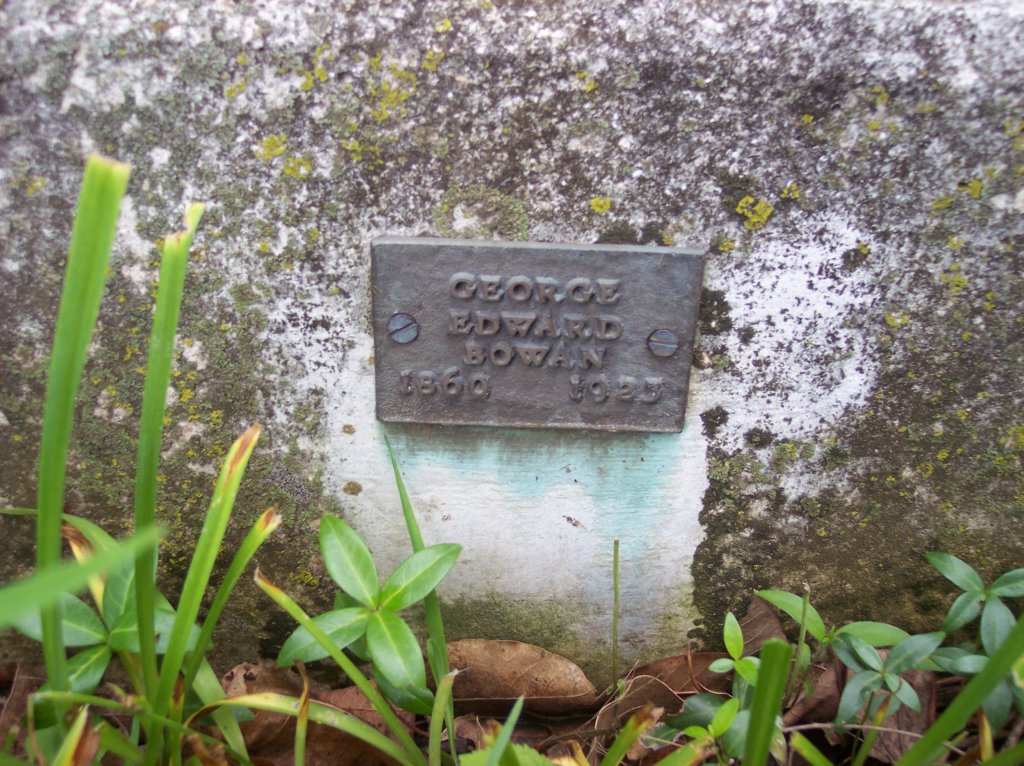 GEORGE
EDWARD
BOWAN
1860 1923